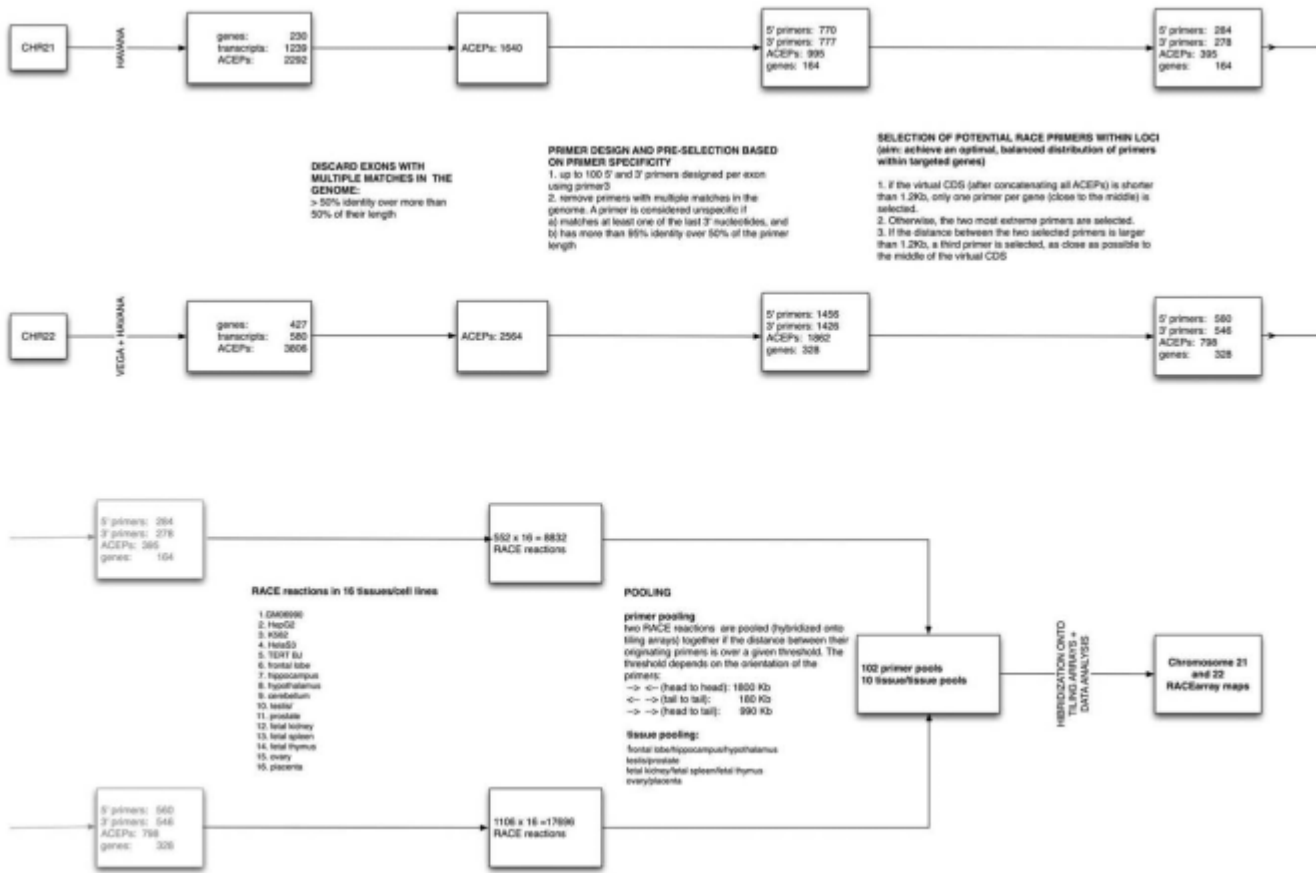 CHR21
HAVANA
genes: 230
transcripts: 1239
ACEPs: 2292
ACEPs: 1640
5' primers: 770
3' primers: 777
ACEPs: 995
genes: 164
5' primers: 284
3' primers: 278
ACEPs: 395
genes: 164
DISCARD EXONS WITH
MULTIPLE MATCHES IN THE
GENOME:
> 50% identity over more than
50% of their length
PRIMER DESIGN AND PRE-SELECTION BASED
ON PRIMER SPECIFICITY
1. up to 100 5' and 3' primers designed per exon
using primer3
2. remove primers with multiple matches in the
genome. A primer is considered unspecific if
a) matches at least one of the last 3' nucleotides, and
b) has more than 95% identity over 50% of the primer
length
SELECTION OF POTENTIAL RACE PRIMERS WITHIN LOCI
(aim: achieve an optimal, balanced distribution of primers
within targeted genes)
1. if the virtual CDS (after concatenating all ACEPs) is shorter
than 1.2Kb, only one primer per gene (close to the middle) is
selected.
2. Otherwise, the two most extreme primers are selected.
3. If the distance between the two selected primers is larger
than 1.2Kb, a third primer is selected, as close as possible to
the middle of the virtual CDS
CHR22
VEGA + HAVANA
genes: 427
transcripts: 580
ACEPs: 3606
ACEPs: 2564
5' primers: 1456
3' primers: 1426
ACEPs: 1862
genes: 328
5' primers: 560
3' primers: 546
ACEPs: 798
genes: 328
5' primers: 284
3' primers: 278
ACEPs: 395
genes: 164
552 x 16 = 8832
RACE reactions
RACE reactions in 16 tissues/cell lines
1. GM06990
2. HepG2
3. K562
4. HelaS3
5. TERT BJ
6. frontal lobe
7. hippocampus
8. hypothalamus
9. cerebellum
10. testis/
11. prostate
12. fetal kidney
13. fetal spleen
14. fetal thymus
15. ovary
16. placenta
POOLING
primer pooling
two RACE reactions are pooled (hybridized onto
tiling arrays) together if the distance between their
originating primers is over a given threshold. The
threshold depends on the orientation of the
primers:
–> <– (head to head): 1800 Kb
<– –> (tail to tail): 180 Kb
–> –> (head to tail): 990 Kb
tissue pooling:
frontal lobe/hippocampus/hypothalamus
testis/prostate
fetal kidney/fetal spleen/fetal thymus
ovary/placenta
102 primer pools
10 tissue/tissue pools
HIBRIDIZATION ONTO
TILING ARRAYS +
DATA ANALYSIS
Chromosome 21
and 22
RACEarray maps
5' primers: 560
3' primers: 546
ACEPs: 798
genes: 328
1106 x 16 =17696
RACE reactions